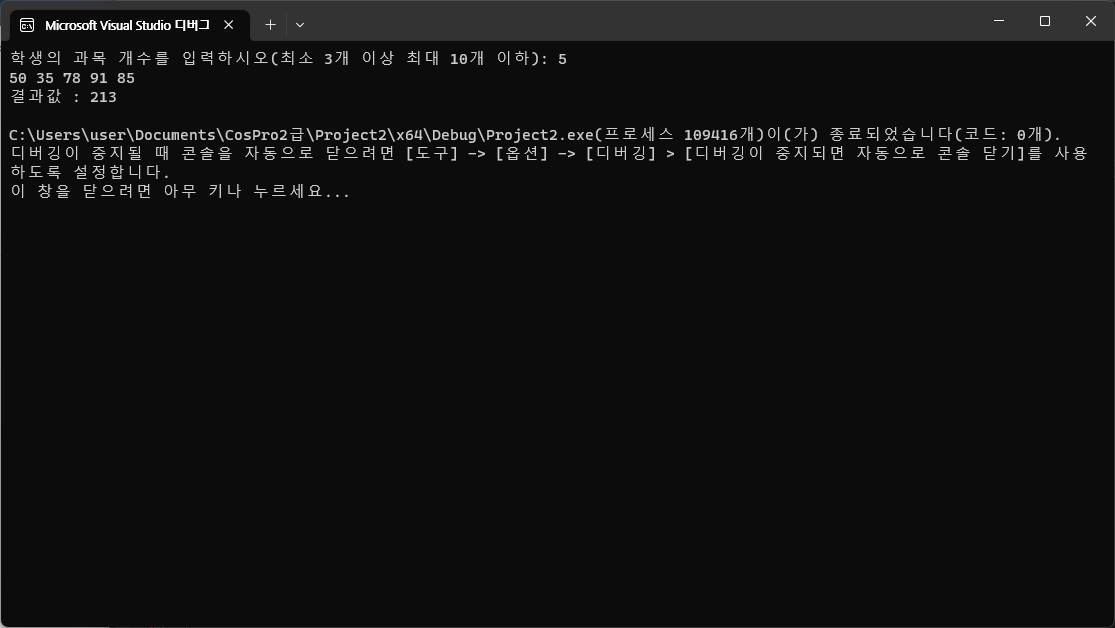 Microsoft Visual Studio 디버그
학생의 과목 개수를 입력하시오(최소 3개 이상 최대 10개 이하): 5
50 35 78 91 85
결과값 : 213
C:\Users\user\Documents\CosPro2급\Project2\x64\Debug\Project2.exe(프로세스 109416개)이(가) 종료되었습니다(코드: 0개).
디버깅이 중지될 때 콘솔을 자동으로 닫으려면 [도구] -> [옵션] -> [디버깅] > [디버깅이 중지되면 자동으로 콘솔 닫기]를 사용
하도록 설정합니다.
이 창을 닫으려면 아무 키나 누르세요...